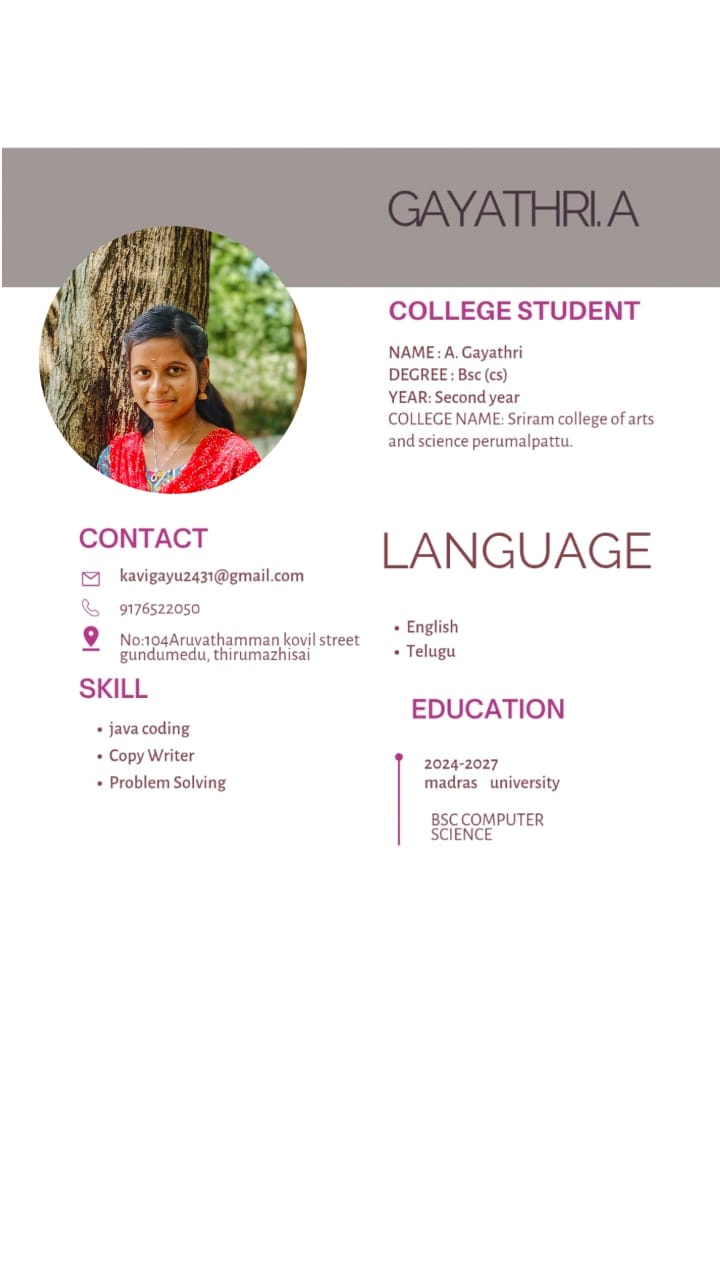 GAYATHRI. A
COLLEGE STUDENT
NAME : A. Gayathri
DEGREE : Bsc (cs)
YEAR: Second year
COLLEGE NAME: Sriram college of arts
and science perumalpattu.
CONTACT
kavigayu2431@gmail.com
9176522050
No:104Aruvathamman kovil street
gundumedu, thirumazhisai
SKILL
• java coding
• Copy Writer
• Problem Solving
LANGUAGE
• English
• Telugu
EDUCATION
2024-2027
madras university
BSC COMPUTER
SCIENCE